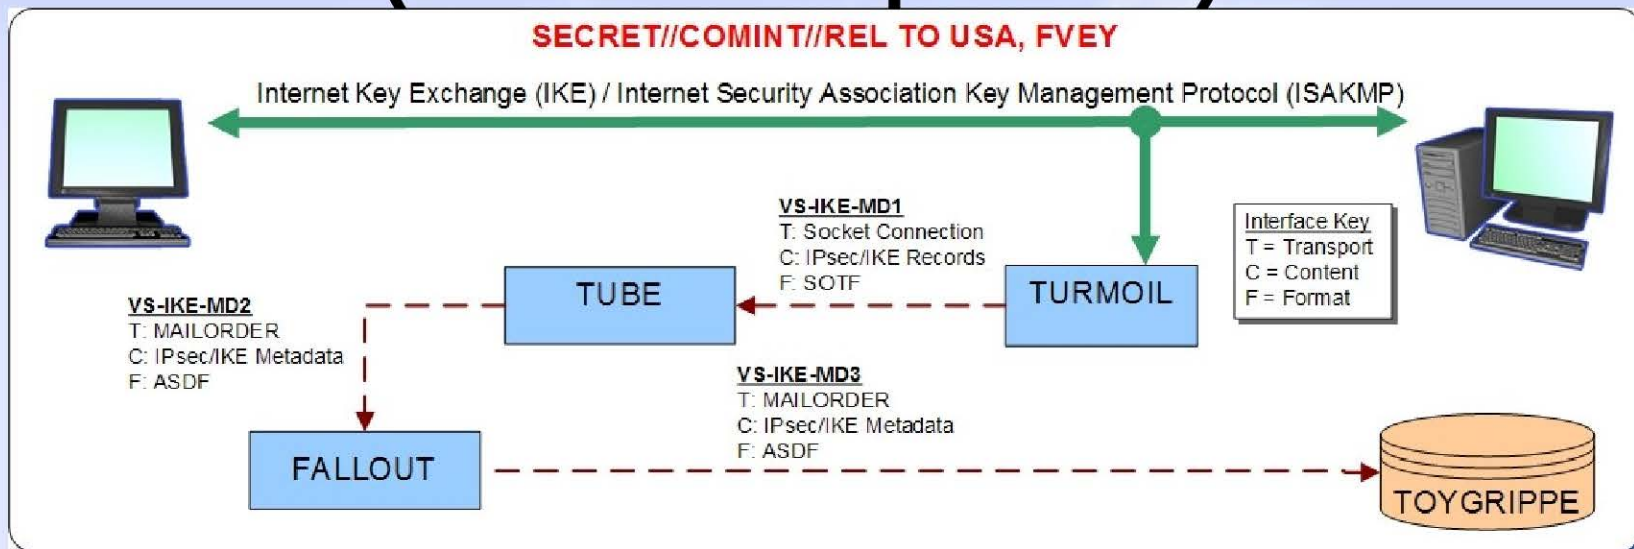 SECRET//COMINT//REL TO USA, FVEY
Internet Key Exchange (IKE) / Internet Security Association Key Management Protocol (ISAKMP)
VS-IKE-MD1
T: Socket Connection
C: IPsec/IKE Records
F: SOTF
Interface Key
T = Transport
C = Content
F = Format
TUBE
TURMOIL
VS-IKE-MD2
T: MAILORDER
C: IPsec/IKE Metadata
F: ASDF
VS-IKE-MD3
T: MAILORDER
C: IPsec/IKE Metadata
F: ASDF
FALLOUT
TOYGRIPPE